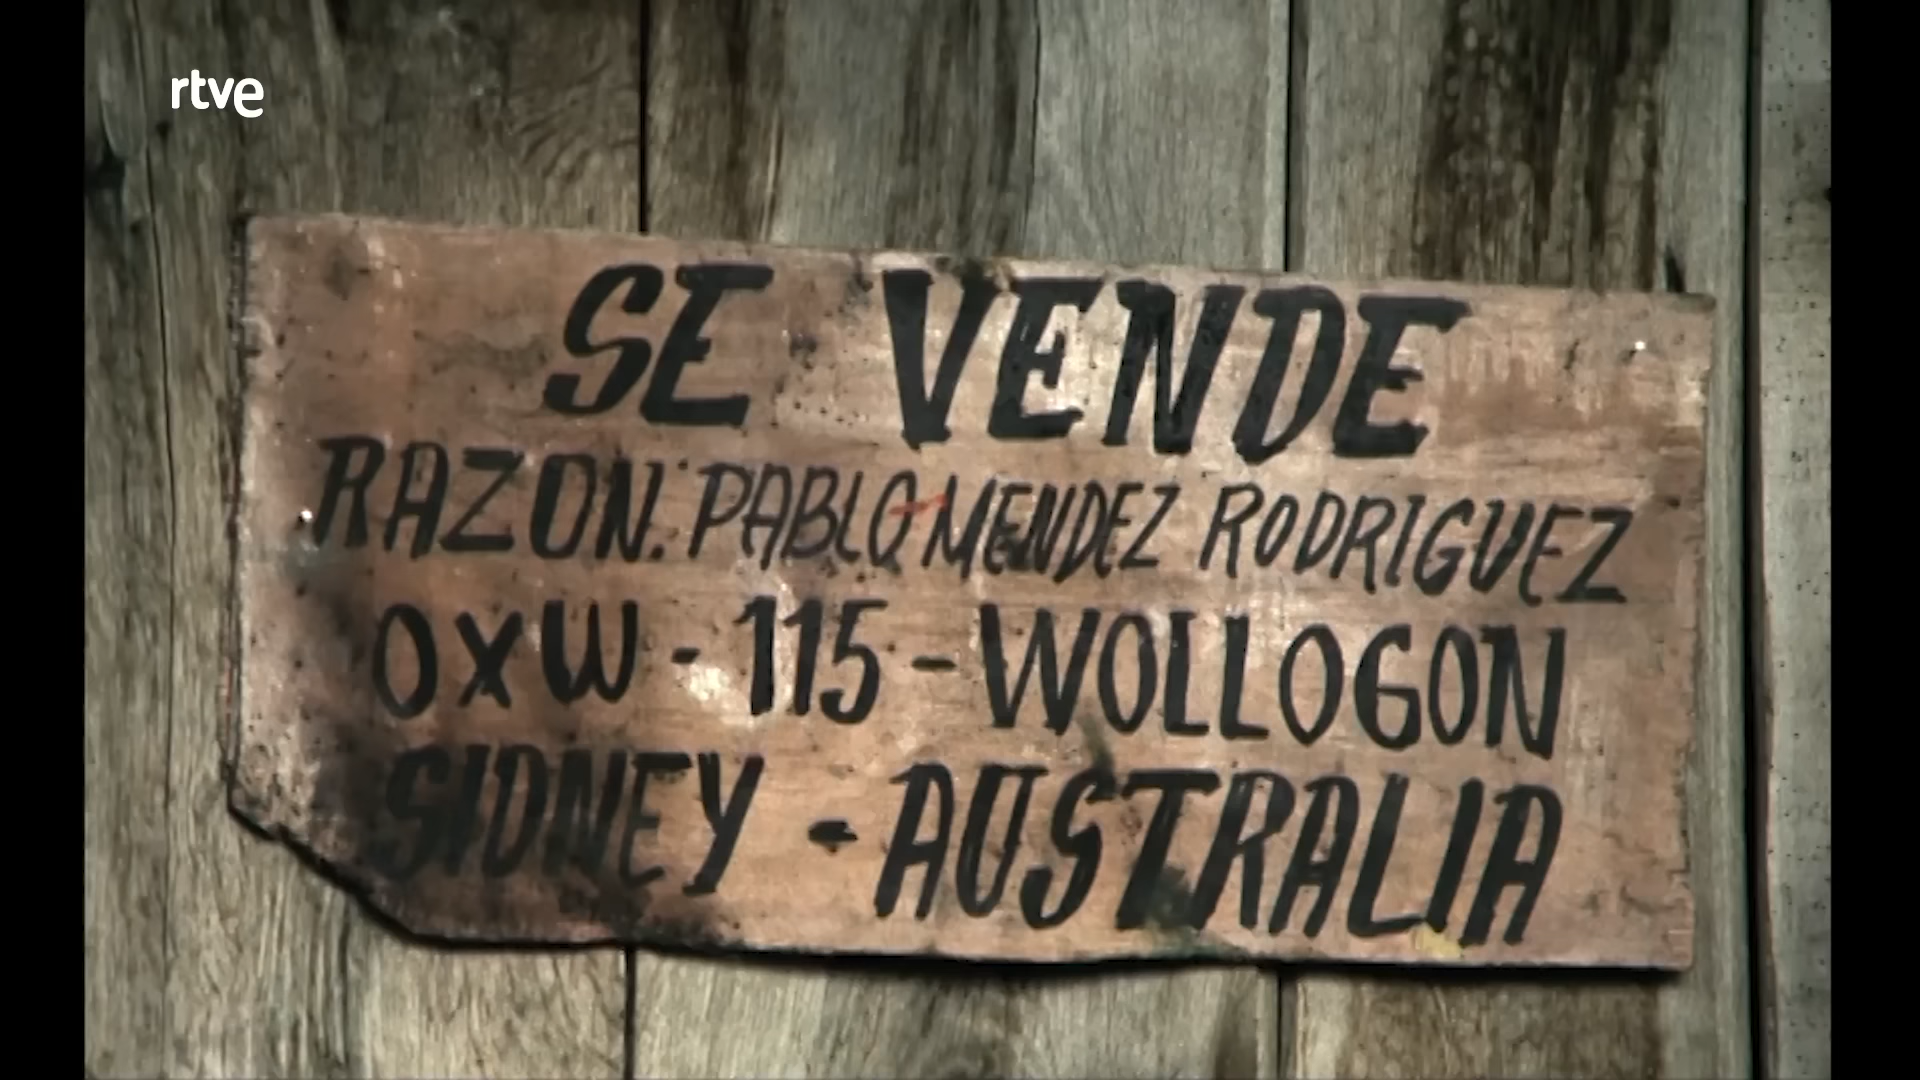 rtve
SE VENDE
RAZON: PABLO MENDEZ RODRIGUEZ
OXW - 115 - WOLLOGON
SIDNEY - AUSTRALIA